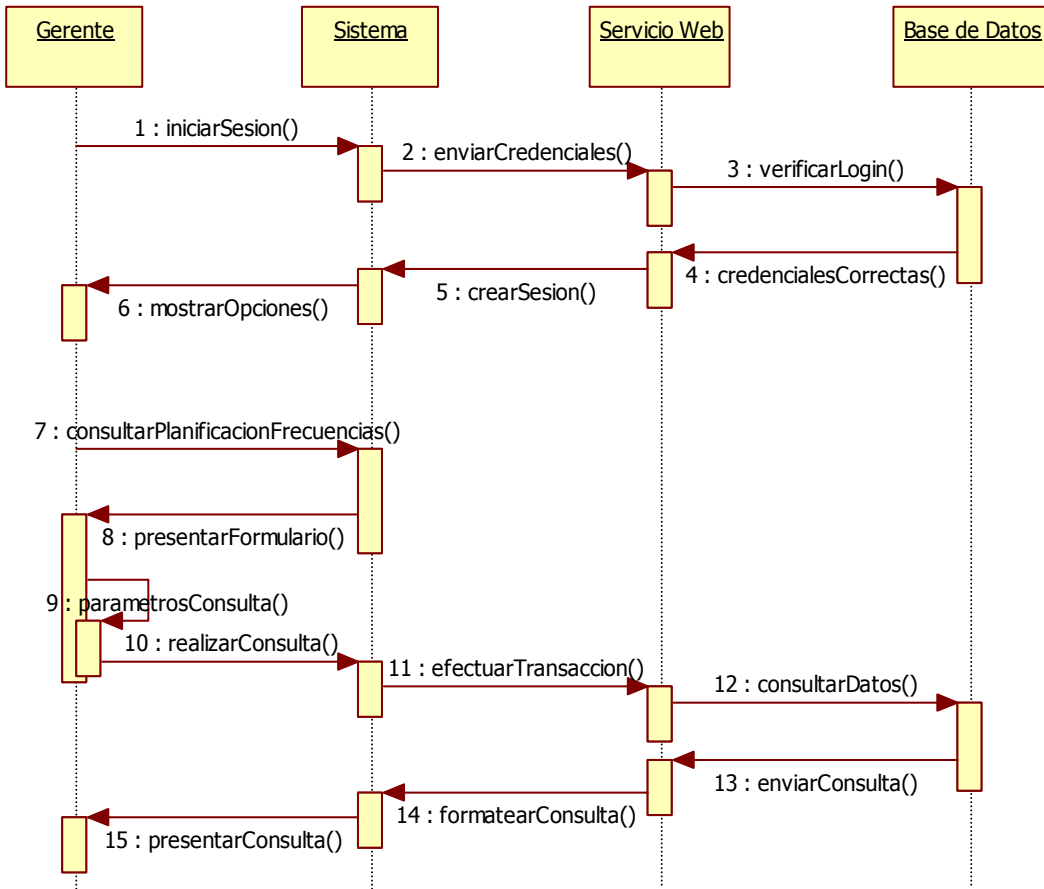 Gerente
Sistema
Servicio Web
Base de Datos
1 : iniciarSesion()
2 : enviarCredenciales()
3 : verificarLogin()
4 : credencialesCorrectas()
5 : crearSesion()
6 : mostrarOpciones()
7 : consultarPlanificacionFrecuencias()
8 : presentarFormulario()
9 : parametrosConsulta()
10 : realizarConsulta()
11 : efectuarTransaccion()
12 : consultarDatos()
13 : enviarConsulta()
14 : formatearConsulta()
15 : presentarConsulta()